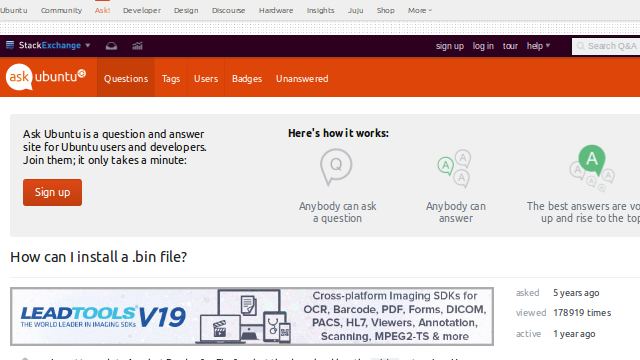 Ubuntu Community Ask! Developer Design Discourse Hardware Insights Juju Shop More
StackExchange sign up log in tour help Search Q&A
ask ubuntu Questions Tags Users Badges Unanswered
Ask Ubuntu is a question and answer
site for Ubuntu users and developers.
Join them; it only takes a minute:
Sign up
Here's how it works:
Q
Anybody can ask
a question
A
Anybody can
answer
A
The best answers are vo
up and rise to the top
How can I install a .bin file?
LEADTOOLS V19
THE WORLD LEADER IN IMAGING SDKs
Cross-platform Imaging SDKs for
OCR, Barcode, PDF, Forms, DICOM,
PACS, HL7, Viewers, Annotation,
Scanning, MPEG2-TS & more
asked 5 years ago
viewed 178919 times
active 1 year ago